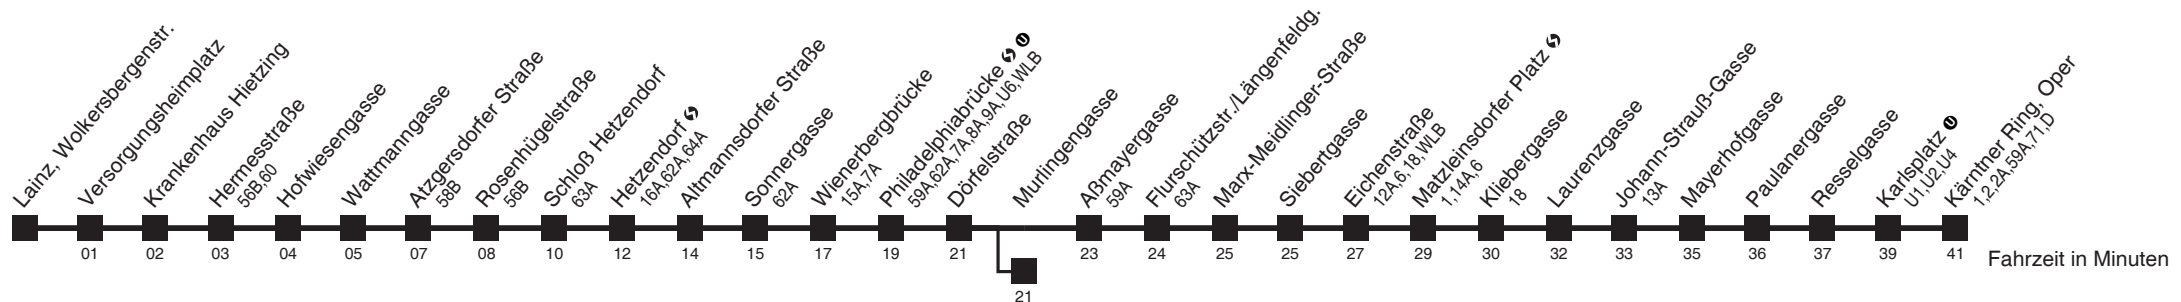 Lainz, Wolkersbergenstr.
Versorgungsheimplatz
01
Krankenhaus Hietzing
02
Hermesstraße
56B,60
03
Hofwiesengasse
04
Wattmanngasse
05
Atzgersdorfer Straße
58B
07
Rosenhügelstraße
56B
08
Schloß Hetzendorf
63A
10
Hetzendorf
16A,62A,64A
12
Altmannsdorfer Straße
14
Sonnergasse
62A
15
Wienerbergbrücke
15A,7A
17
Philadelphiabrücke U
59A,62A,7A,8A,9A,U6,WLB
19
Dörfelstraße
21
Murlingengasse
21
Aßmayergasse
59A
23
Flurschützstr./Längenfeldg.
63A
24
Marx-Meidlinger-Straße
25
Siebertgasse
25
Eichenstraße
12A,6,18,WLB
27
Matzleinsdorfer Platz
1,14A,6
29
Kliebergasse
18
30
Laurenzgasse
32
Johann-Strauß-Gasse
13A
33
Mayerhofgasse
35
Paulanergasse
36
Resselgasse
37
Karlsplatz U
U1,U2,U4
39
Kärntner Ring, Oper
1,2,2A,59A,71,D
41
Fahrzeit in Minuten